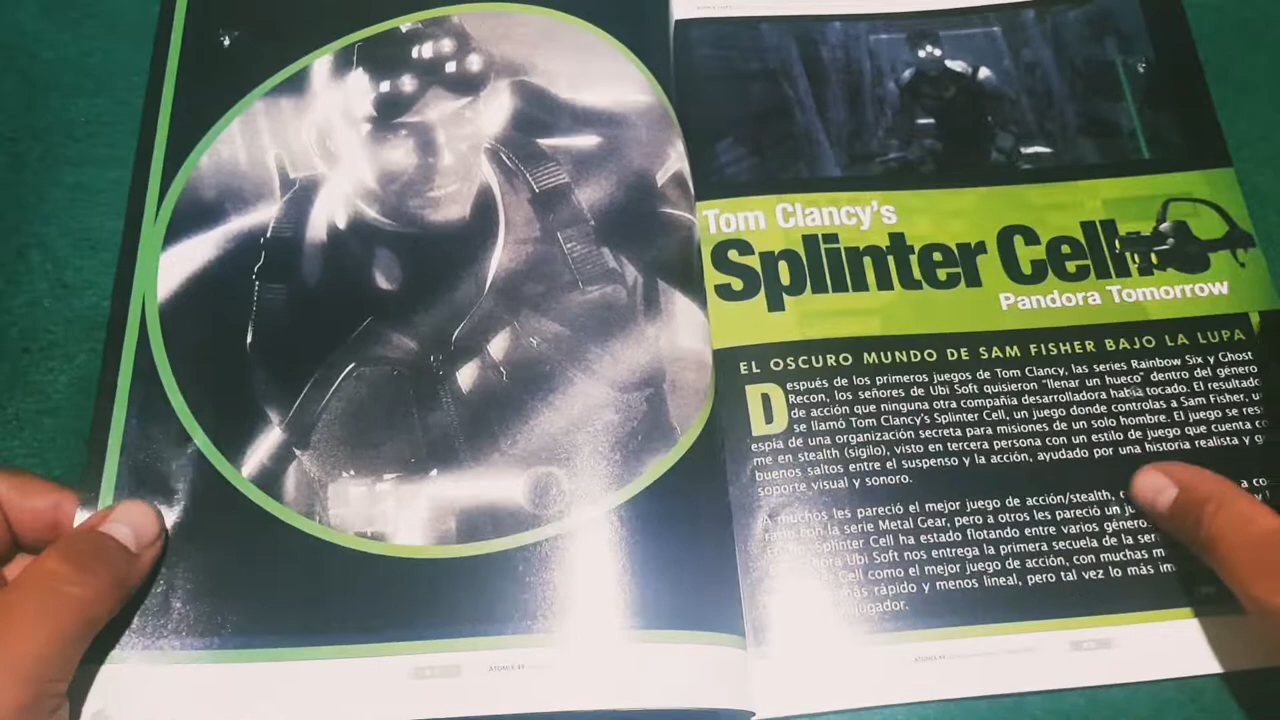 Tom Clancy's
Splinter Cell
Pandora Tomorrow
EL OSCURO MUNDO DE SAM FISHER BAJO LA LUPA
Después de los primeros juegos de Tom Clancy, las series Rainbow Six y Ghost
Recon, los señores de Ubi Soft quisieron "llenar un hueco" dentro del género
de acción que ninguna otra compañía desarrolladora había tocado. El resultado
se llamó Tom Clancy's Splinter Cell, un juego donde controlas a Sam Fisher, u
espía de una organización secreta para misiones de un solo hombre. El juego se res
me en stealth (sigilo), visto en tercera persona con un estilo de juego que cuenta c
buenos saltos entre el suspenso y la acción, ayudado por una historia realista y g
soporte visual y sonoro.
A muchos les pareció el mejor juego de acción/stealth, a co
con la serie Metal Gear, pero a otros les pareció un
Splinter Cell ha estado flotando entre varios
Ubi Soft nos entrega la primera secuela de la
Cell como el mejor juego de acción, con muchas
más rápido y menos lineal, pero tal vez lo más
jugador.
ATOMIX
ATOMIX